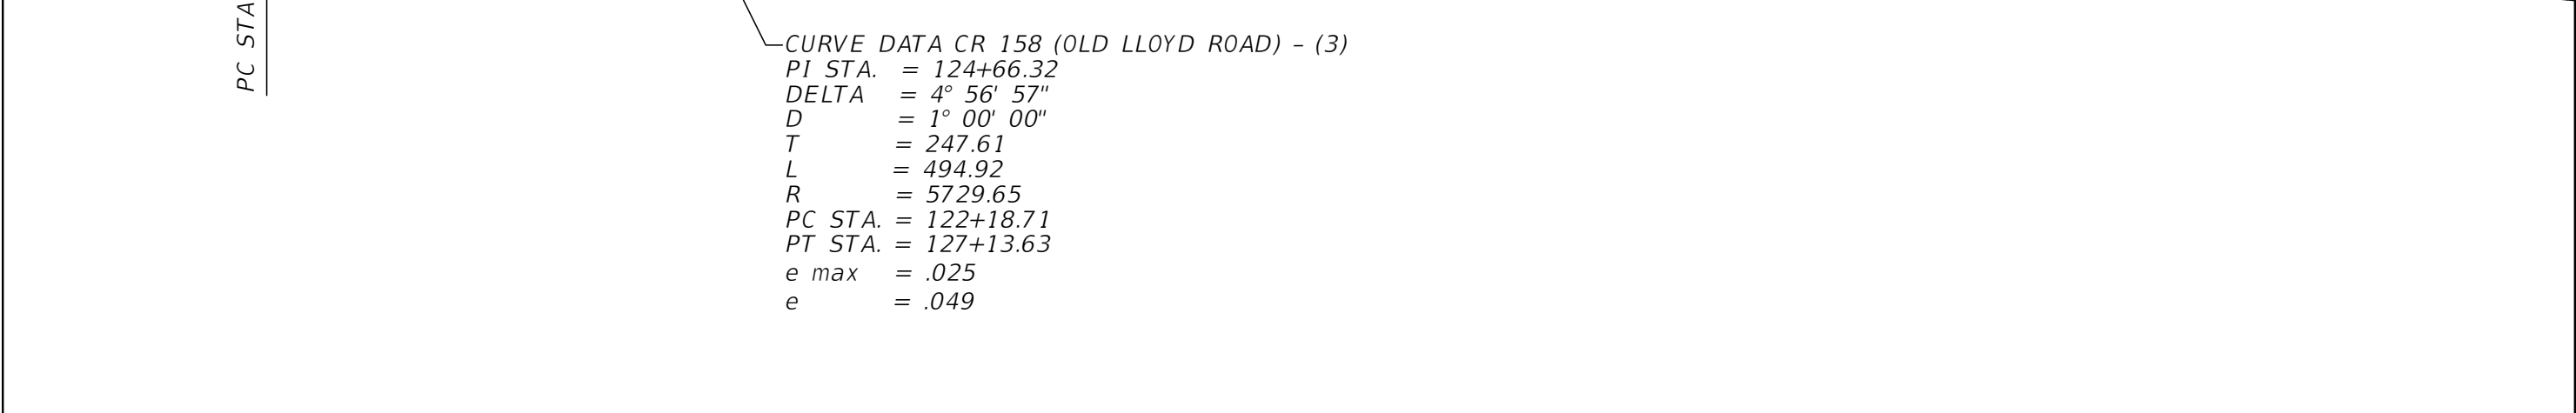 PC STA
CURVE DATA CR 158 (OLD LLOYD ROAD) – (3)
PI STA. = 124+66.32
DELTA = 4° 56' 57"
D = 1° 00' 00"
T = 247.61
L = 494.92
R = 5729.65
PC STA. = 122+18.71
PT STA. = 127+13.63
e max = .025
e = .049